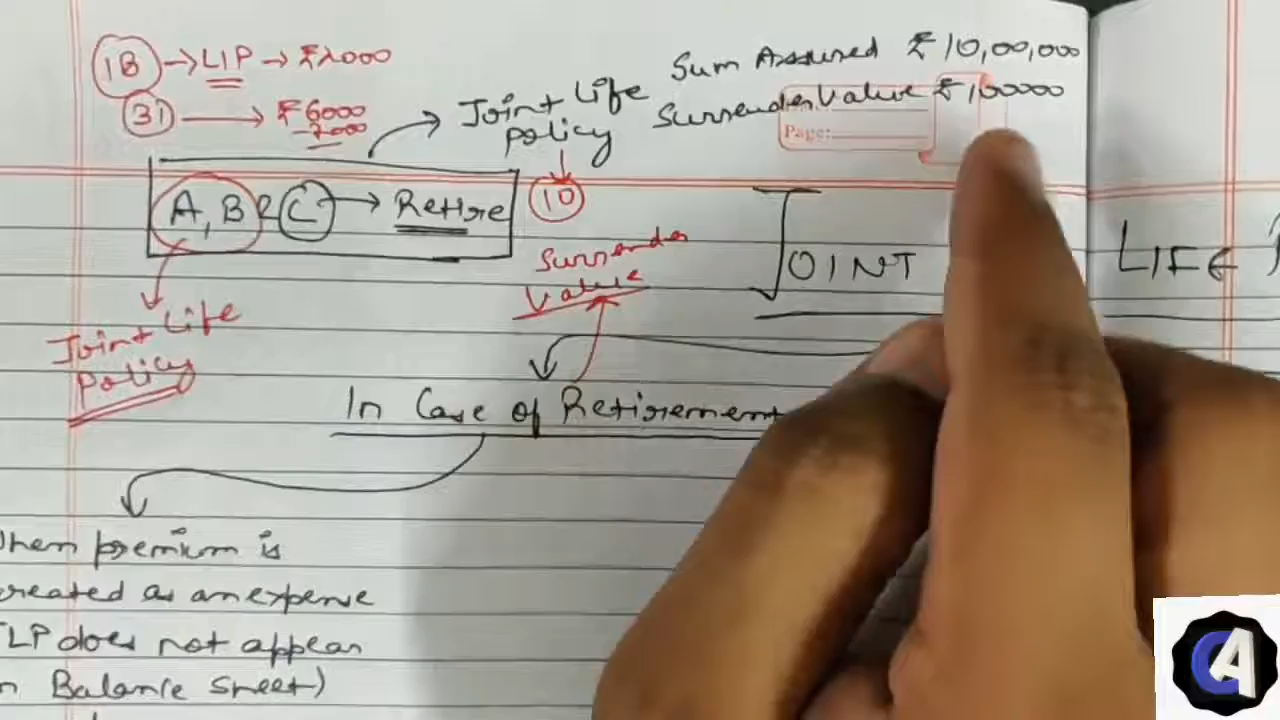 18 → LIP → ₹2000
31 → ₹6000
7000
Joint Life
Policy
10
Sum Assured ₹10,00,000
Surrender Value ₹100000
Page:
A, B & C → Retire
Surrender
Value
Joint Life
Policy
JOINT LIFE
In Case of Retirement
premium is
treated as an expense
JLP does not appear
in Balance Sheet)
CA